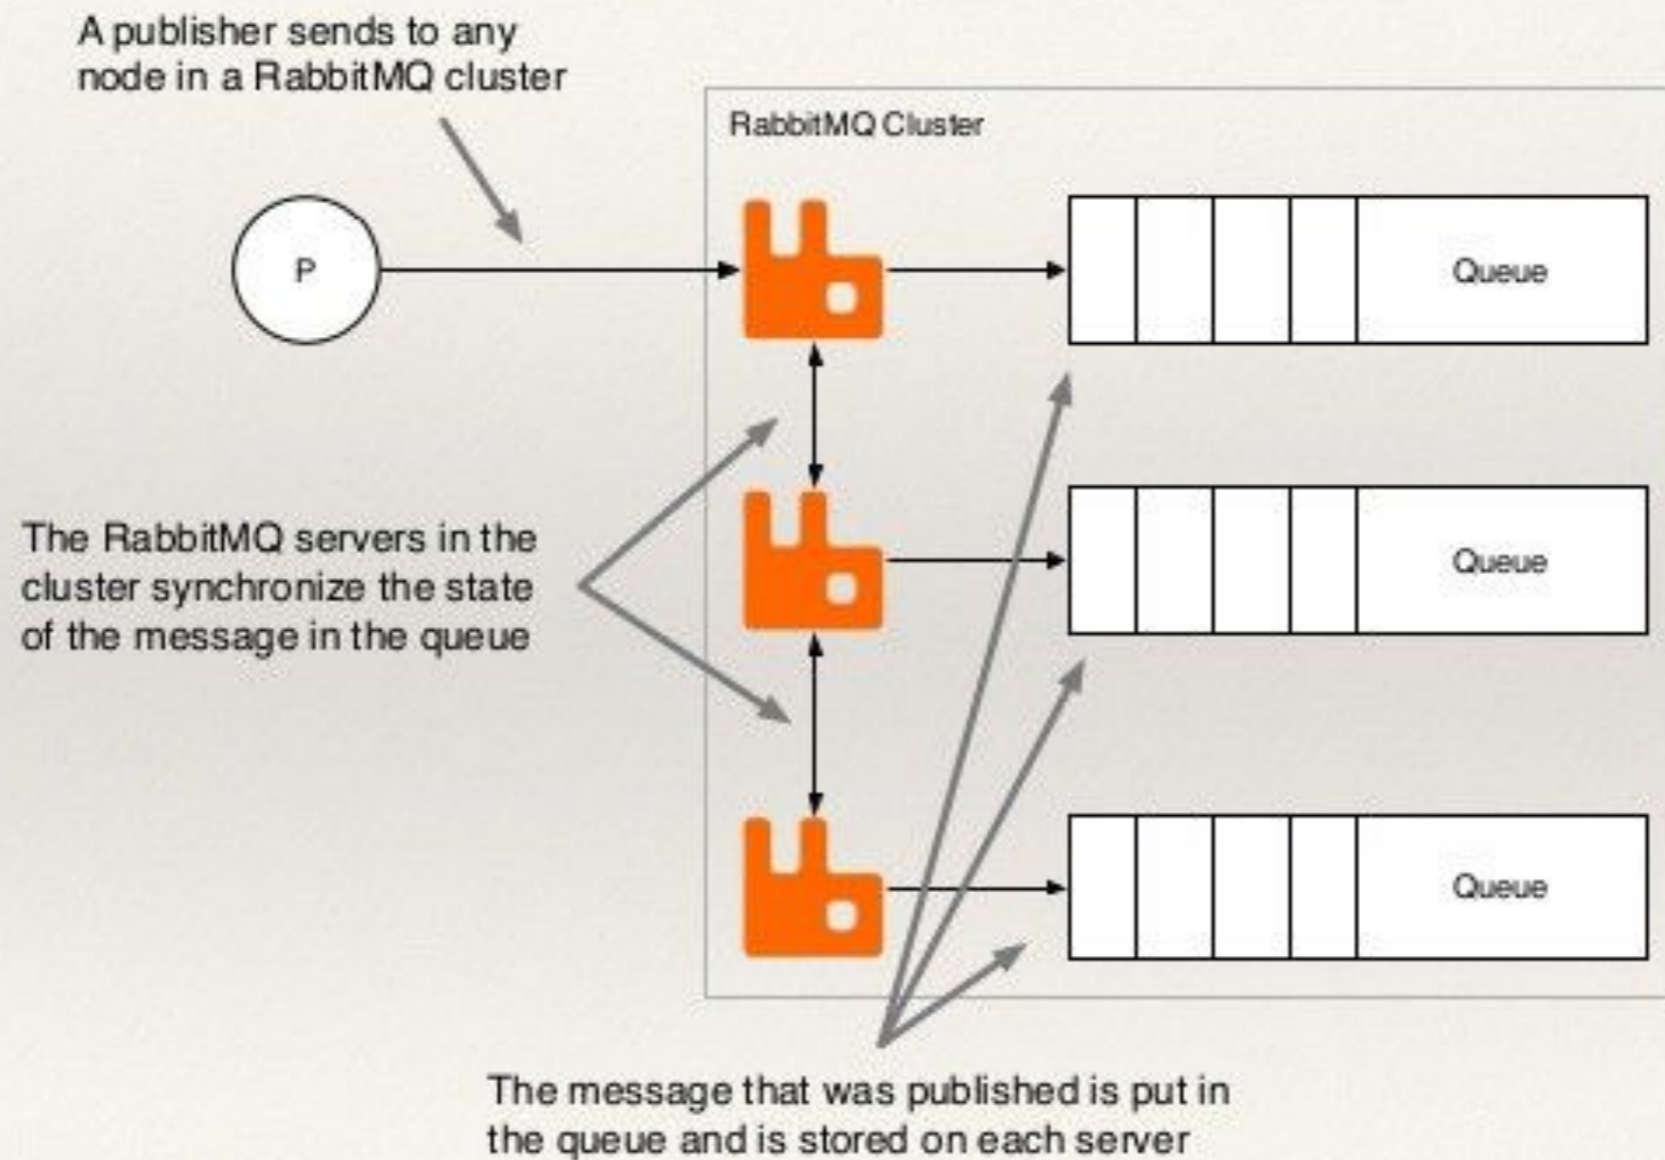 A publisher sends to any
node in a RabbitMQ cluster
RabbitMQ Cluster
P
Queue
The RabbitMQ servers in the
cluster synchronize the state
of the message in the queue
Queue
Queue
The message that was published is put in
the queue and is stored on each server